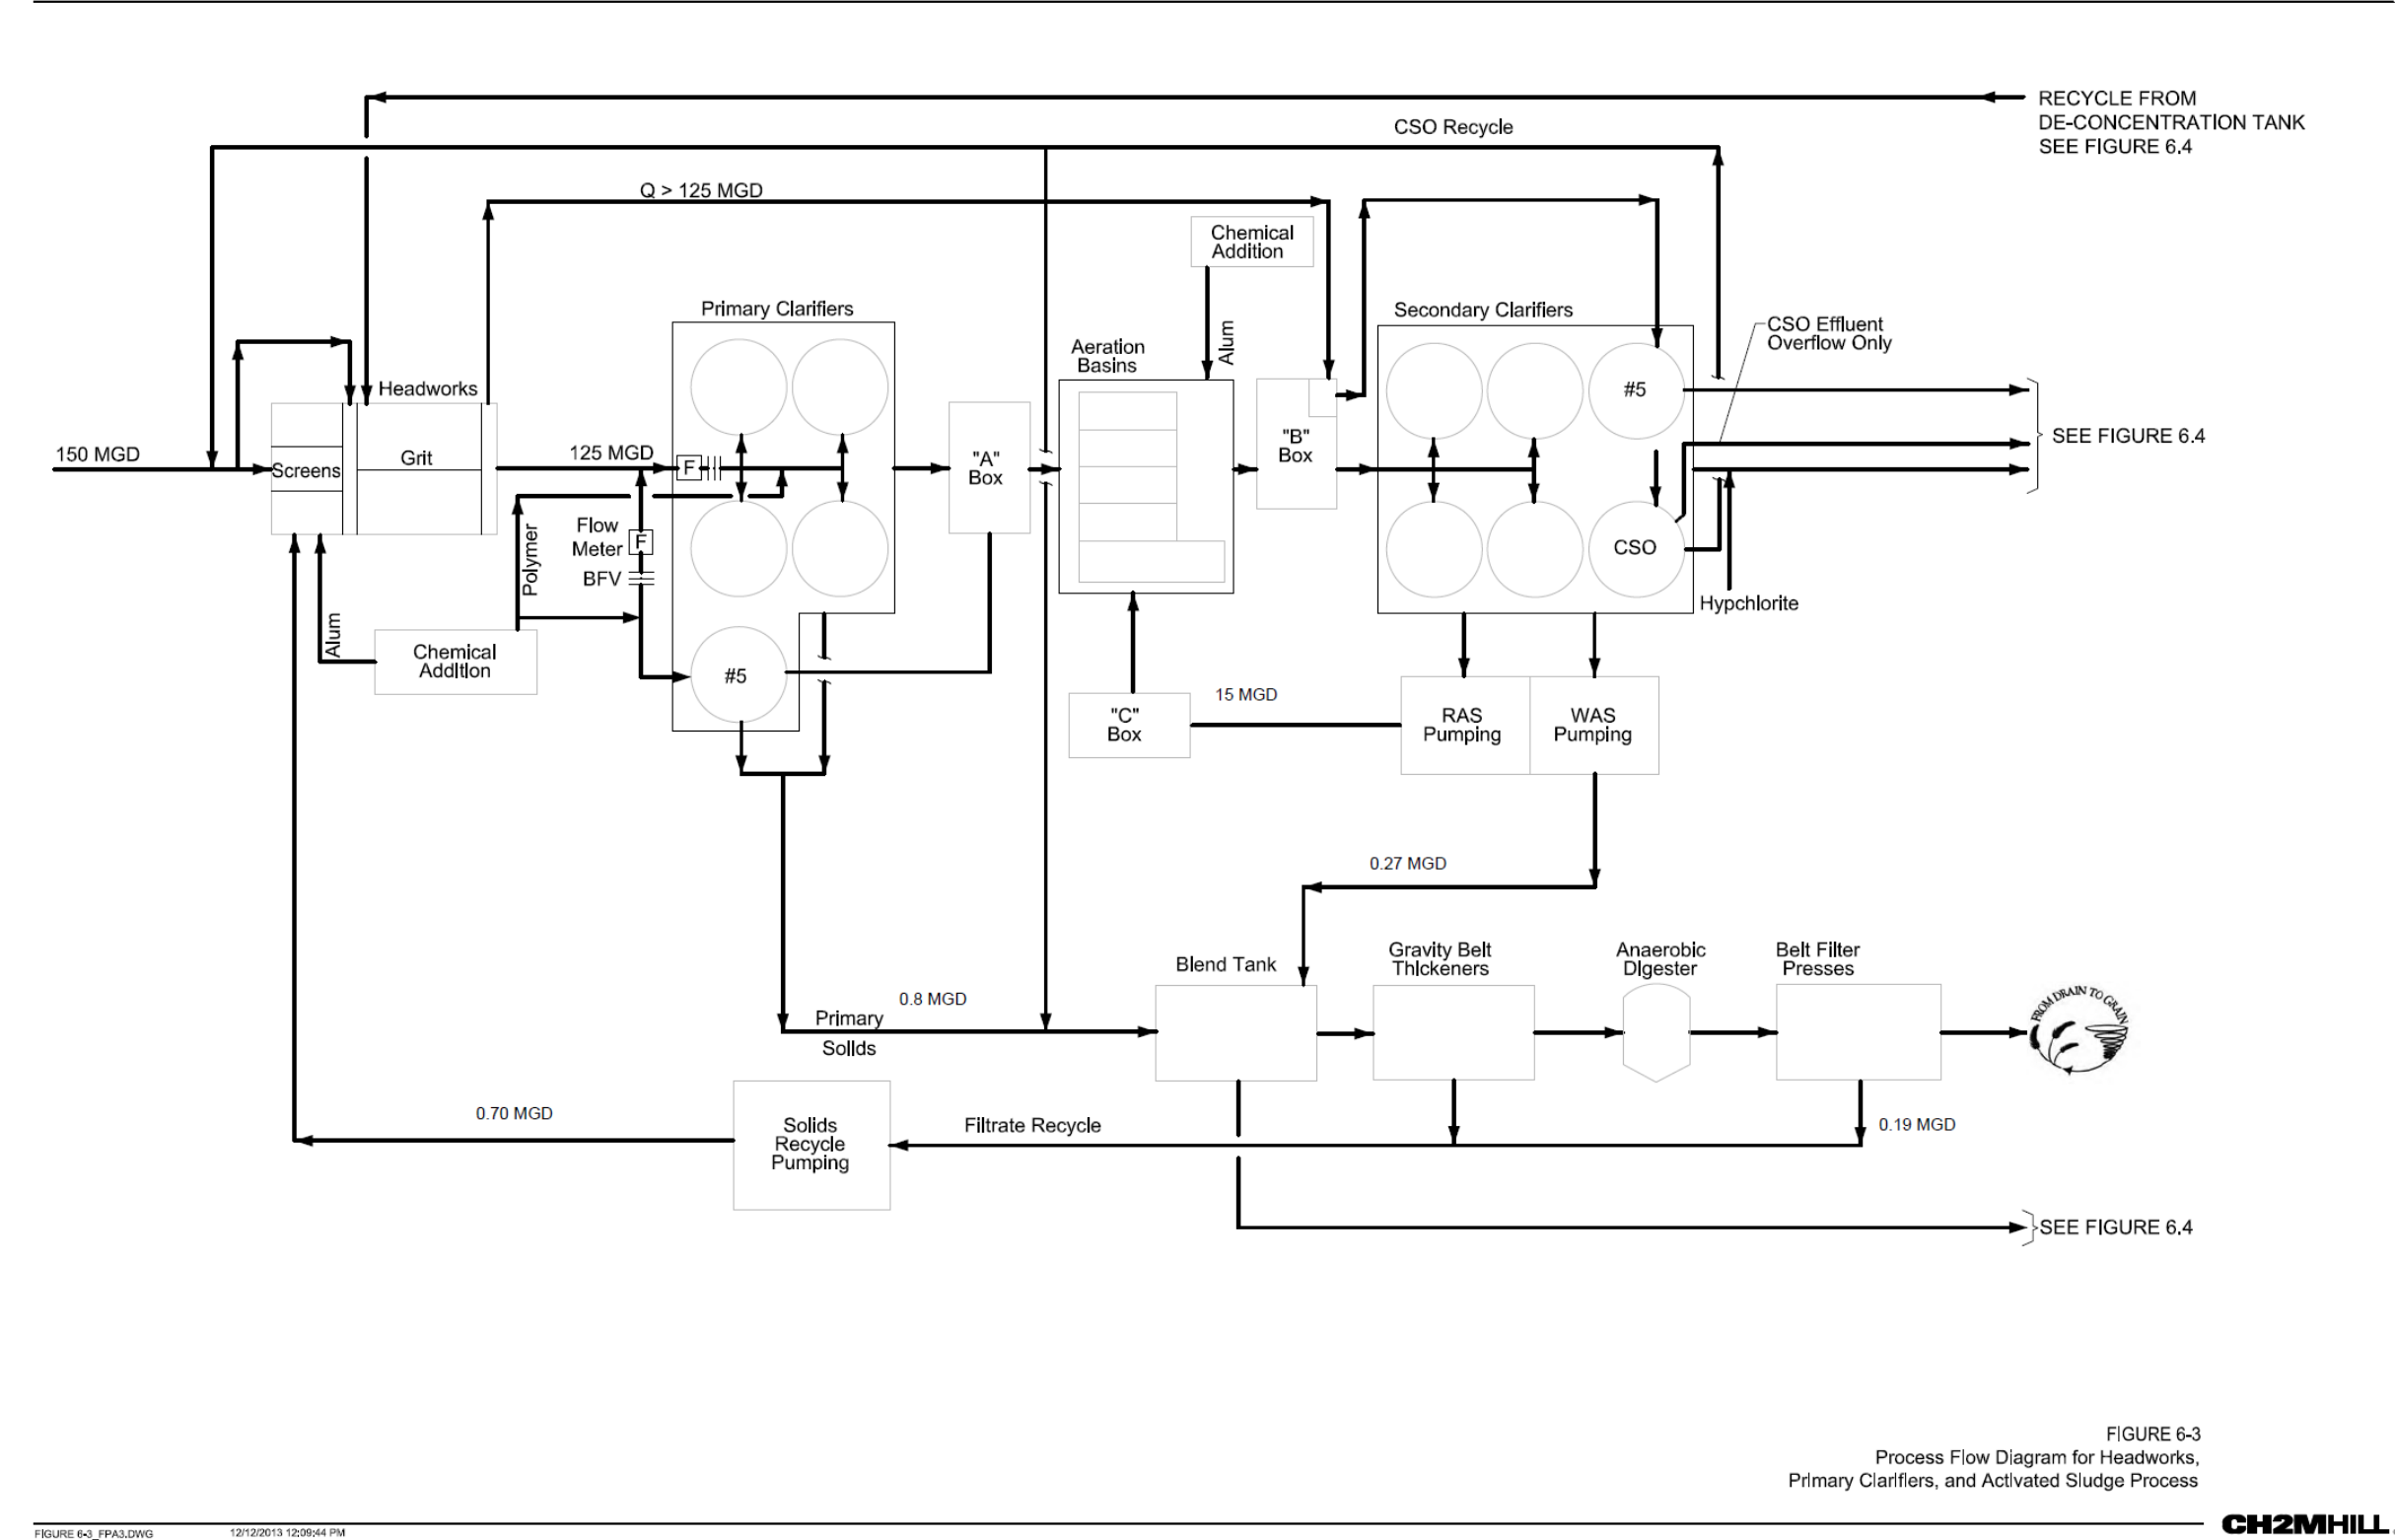 RECYCLE FROM
DE-CONCENTRATION TANK
SEE FIGURE 6.4
CSO Recycle
Q > 125 MGD
Chemical
Addition
Alum
Primary Clarifiers
Secondary Clarifiers
CSO Effluent
Overflow Only
Aeration
Basins
Headworks
#5
150 MGD
Screens
Grit
125 MGD
F
"A"
Box
"B"
Box
SEE FIGURE 6.4
Polymer
Flow
Meter
F
BFV
CSO
Hypchlorite
Alum
Chemical
Addition
#5
15 MGD
"C"
Box
RAS
Pumping
WAS
Pumping
0.27 MGD
Blend Tank
Gravity Belt
Thickeners
Anaerobic
Digester
Belt Filter
Presses
0.8 MGD
Primary
Solids
FROM DRAIN TO GRAIN
0.70 MGD
Solids
Recycle
Pumping
Filtrate Recycle
0.19 MGD
SEE FIGURE 6.4
FIGURE 6-3
Process Flow Diagram for Headworks,
Primary Clarifiers, and Activated Sludge Process
FIGURE 6-3_FPA3.DWG
12/12/2013 12:09:44 PM
CH2MHILL